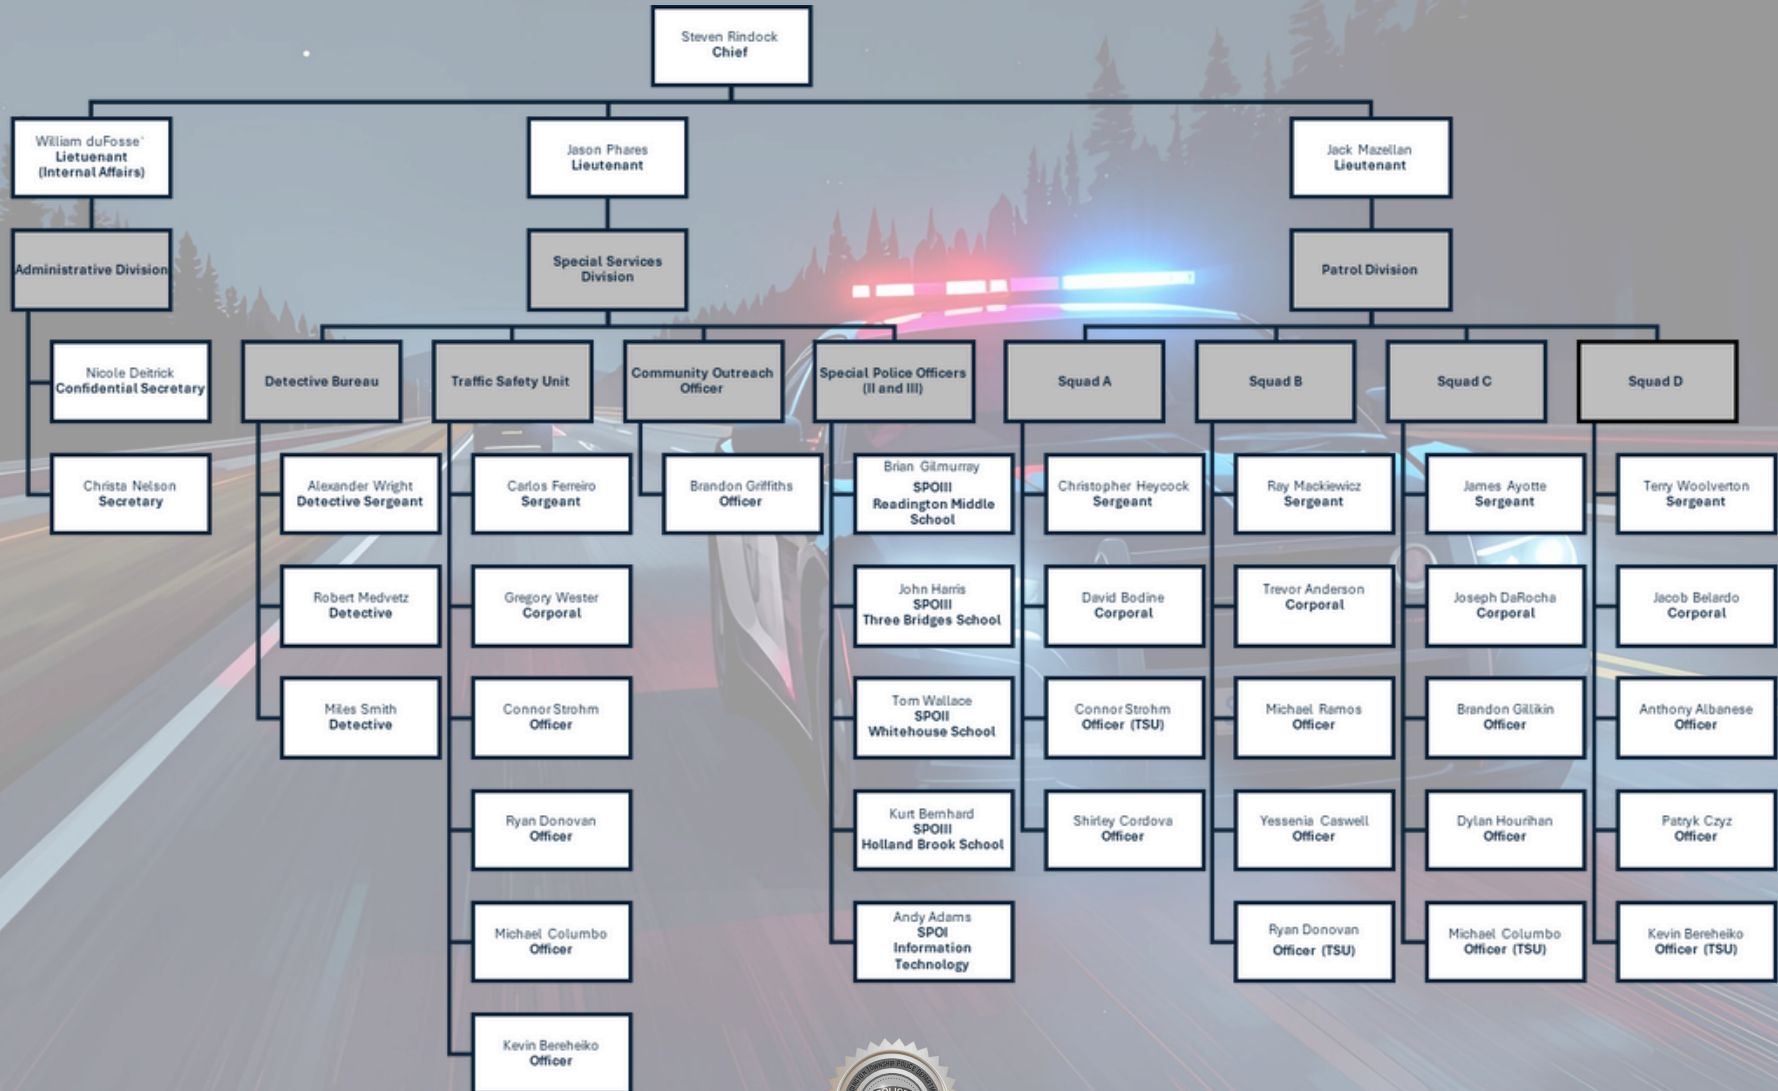 Steven Rindock
Chief
William duFosse`
Lietuenant
(Internal Affairs)
Jason Phares
Lieutenant
Jack Mazellan
Lieutenant
Administrative Division
Special Services
Division
Patrol Division
Nicole Deitrick
Confidential Secretary
Christa Nelson
Secretary
Detective Bureau
Alexander Wright
Detective Sergeant
Robert Medvetz
Detective
Miles Smith
Detective
Traffic Safety Unit
Carlos Ferreiro
Sergeant
Gregory Wester
Corporal
Connor Strohm
Officer
Ryan Donovan
Officer
Michael Columbo
Officer
Kevin Bereheiko
Officer
Community Outreach
Officer
Brandon Griffiths
Officer
Special Police Officers
(II and III)
Brian Gilmurray
SPOIII
Readington Middle
School
John Harris
SPOIII
Three Bridges School
Tom Wallace
SPOII
Whitehouse School
Kurt Bernhard
SPOIII
Holland Brook School
Andy Adams
SPOI
Information
Technology
Squad A
Christopher Heycock
Sergeant
David Bodine
Corporal
Connor Strohm
Officer (TSU)
Shirley Cordova
Officer
Squad B
Ray Mackiewicz
Sergeant
Trevor Anderson
Corporal
Michael Ramos
Officer
Yessenia Caswell
Officer
Ryan Donovan
Officer (TSU)
Squad C
James Ayotte
Sergeant
Joseph DaRocha
Corporal
Brandon Gillikin
Officer
Dylan Hourihan
Officer
Michael Columbo
Officer (TSU)
Squad D
Terry Woolverton
Sergeant
Jacob Belardo
Corporal
Anthony Albanese
Officer
Patryk Czyz
Officer
Kevin Bereheiko
Officer (TSU)